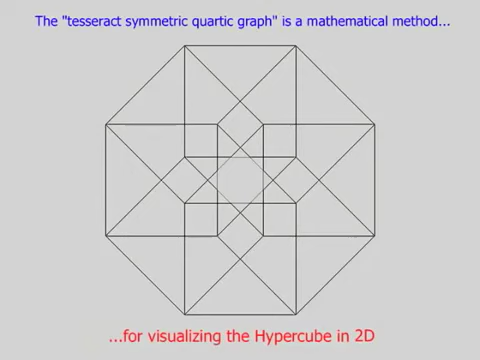 The "tesseract symmetric quartic graph" is a mathematical method...
...for visualizing the Hypercube in 2D